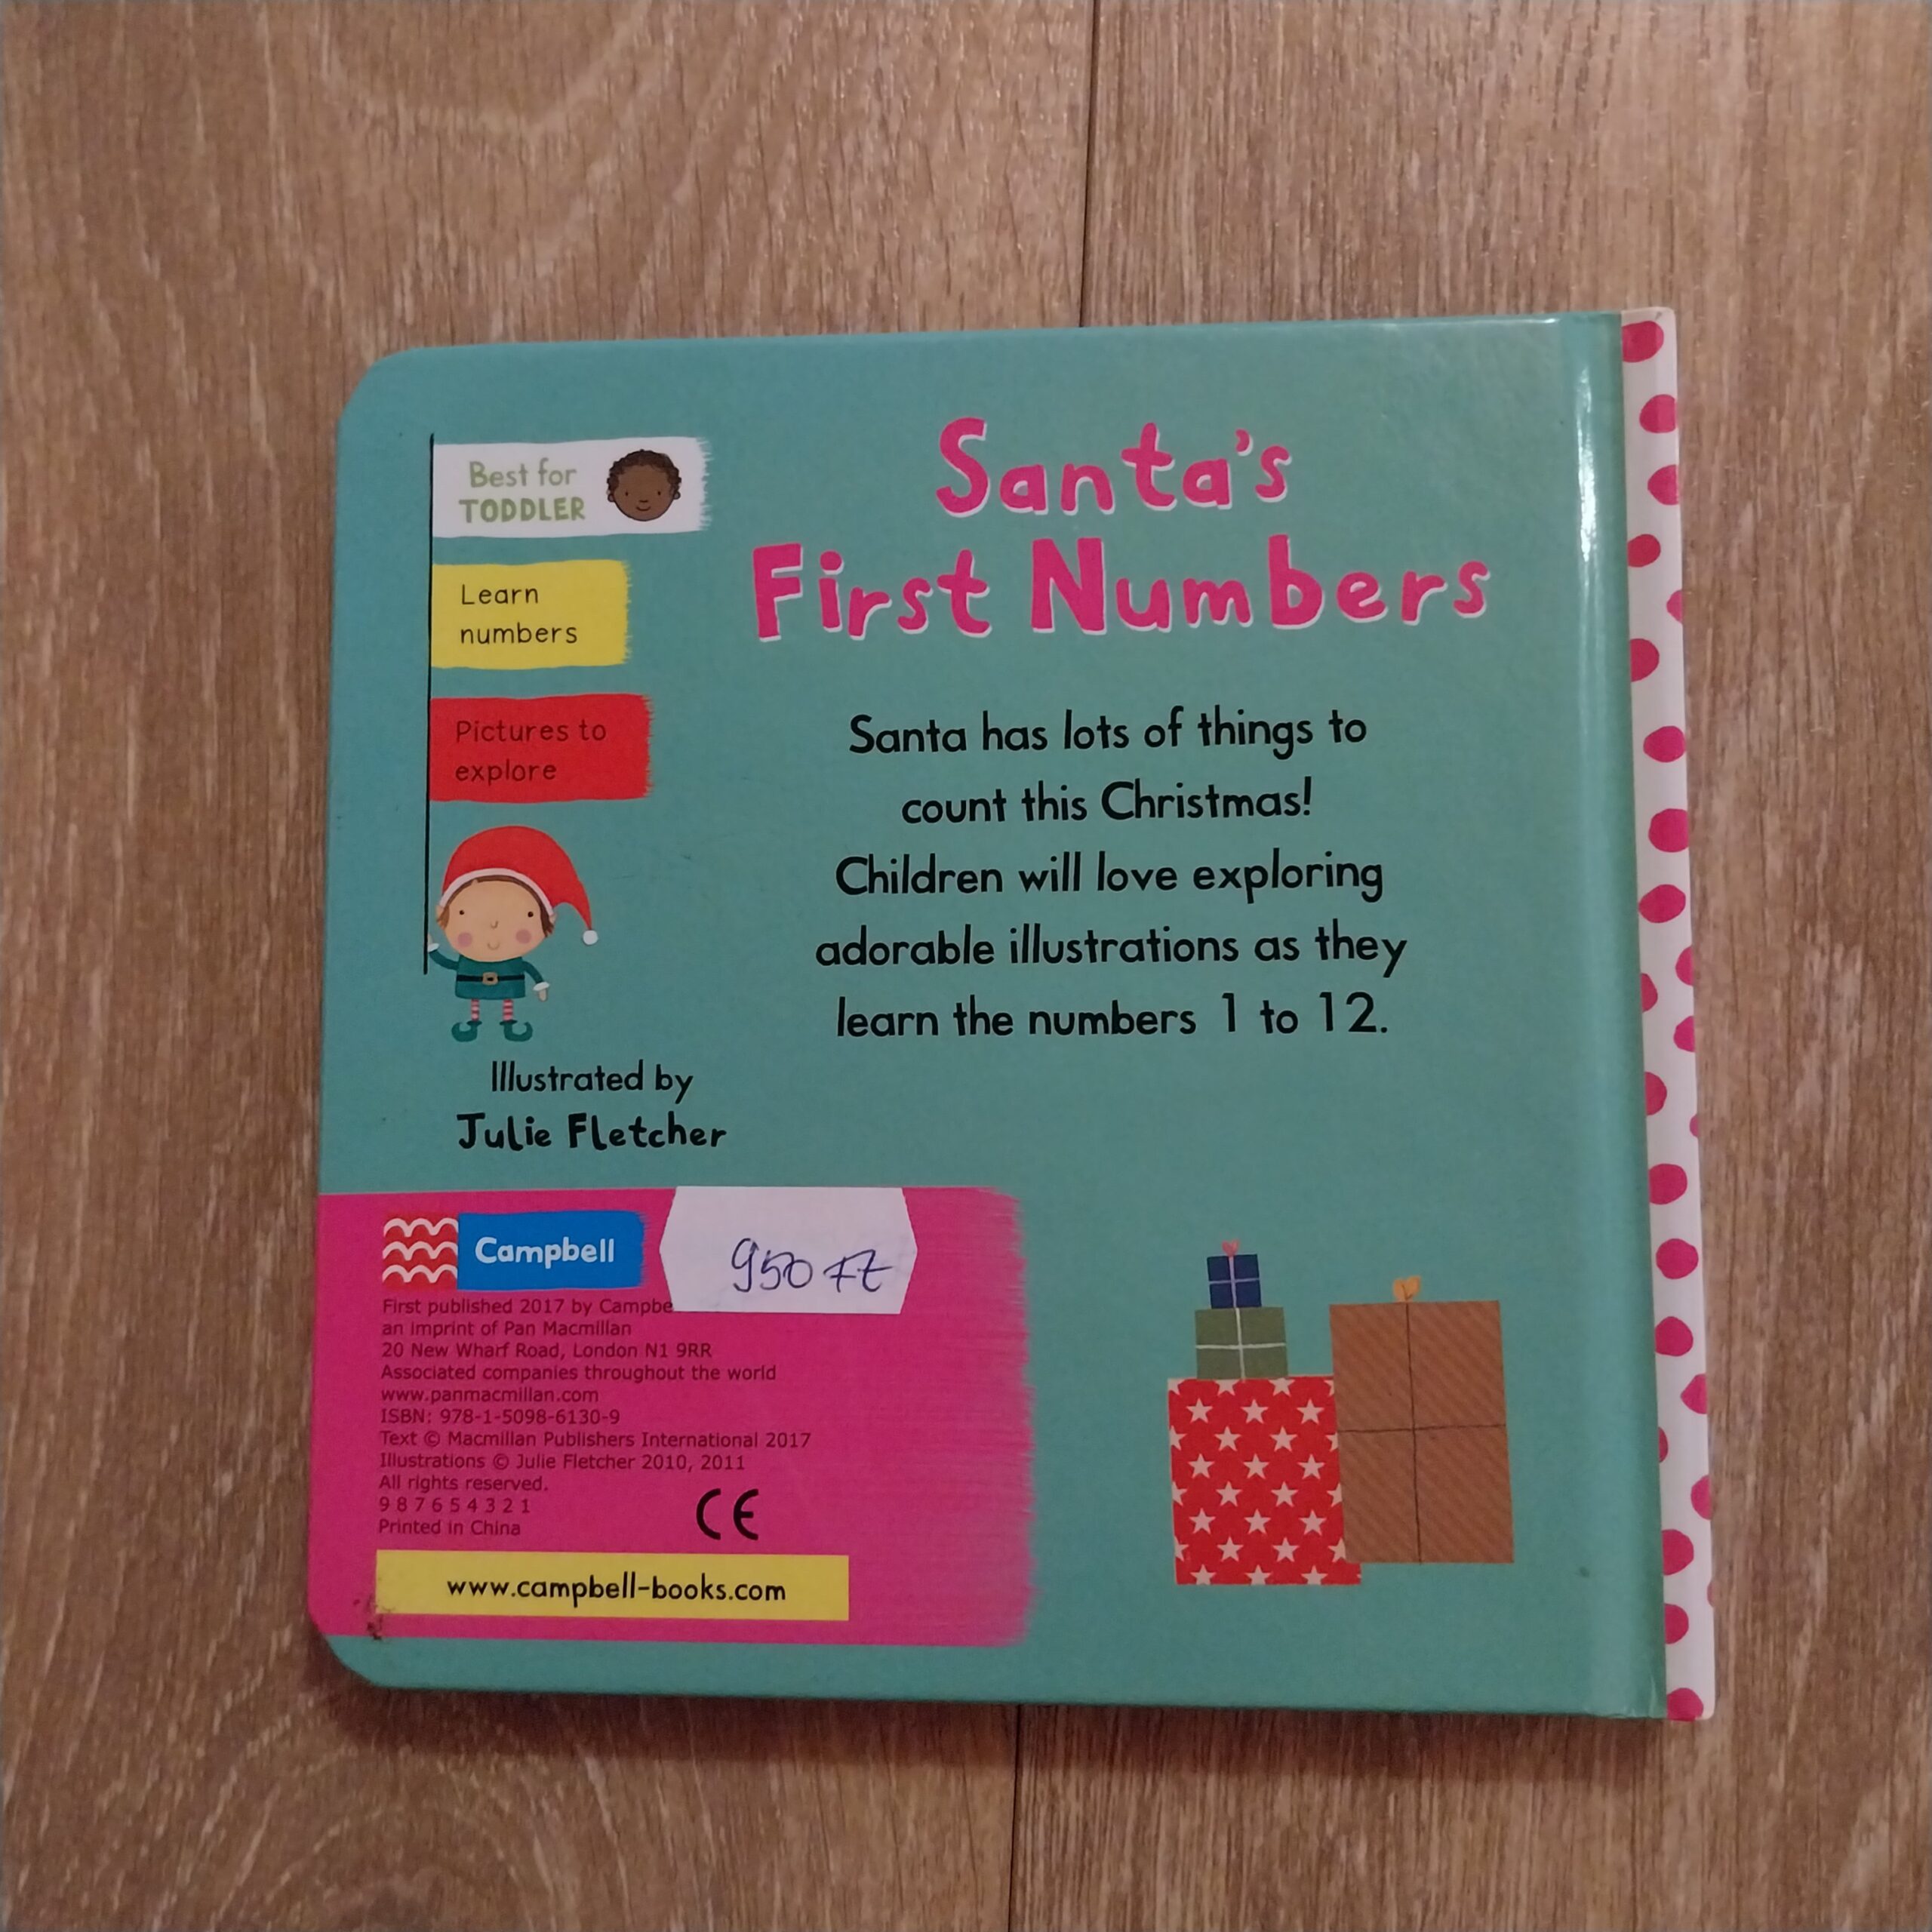 Best for
TODDLER
Learn
numbers
Pictures to
explore
Illustrated by
Julie Fletcher
Santa's
First Numbers
Santa has lots of things to
count this Christmas!
Children will love exploring
adorable illustrations as they
learn the numbers 1 to 12.
Campbell
950 Ft
First published 2017 by Campbe
an imprint of Pan Macmillan
20 New Wharf Road, London N1 9RR
Associated companies throughout the world
www.panmacmillan.com
ISBN: 978-1-5098-6130-9
Text © Macmillan Publishers International 2017
Illustrations © Julie Fletcher 2010, 2011
All rights reserved.
9 8 7 6 5 4 3 2 1
Printed in China
CE
www.campbell-books.com